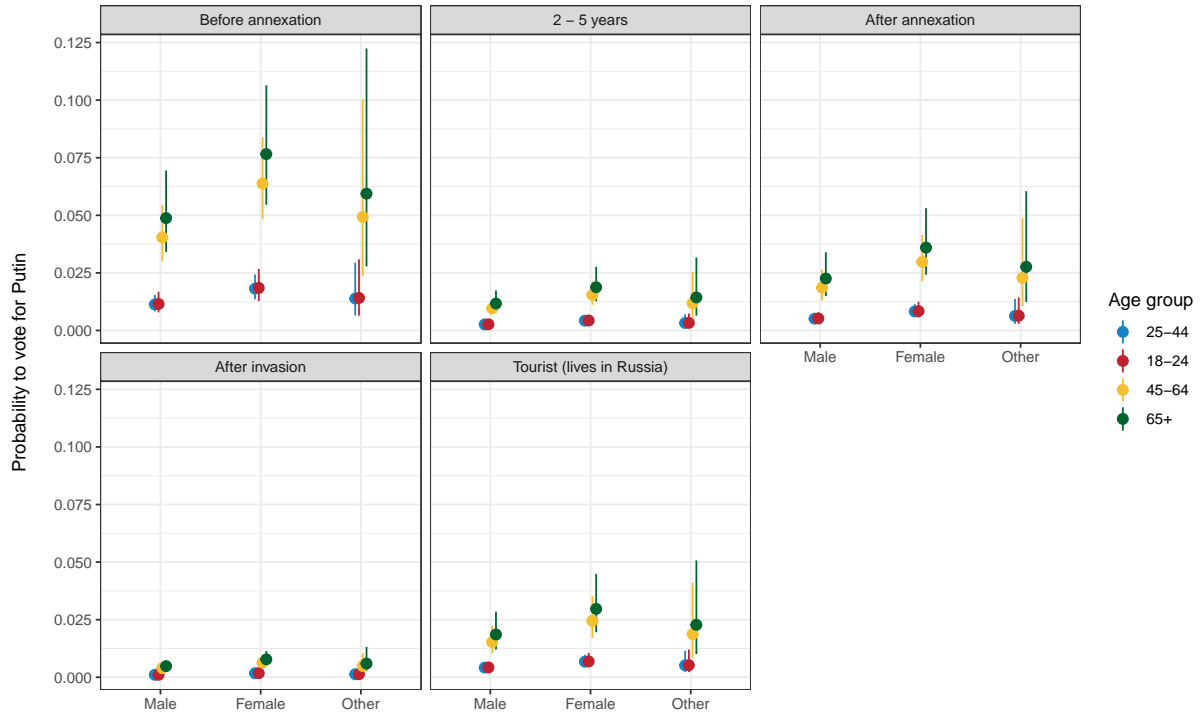 Before annexation
2 − 5 years
After annexation
0.125
0.100
0.075
0.050
0.025
0.000
Male Female Other
After invasion
Tourist (lives in Russia)
0.125
0.100
0.075
0.050
0.025
0.000
Male Female Other
Male Female Other
Probability to vote for Putin
Age group
25−44
18−24
45−64
65+